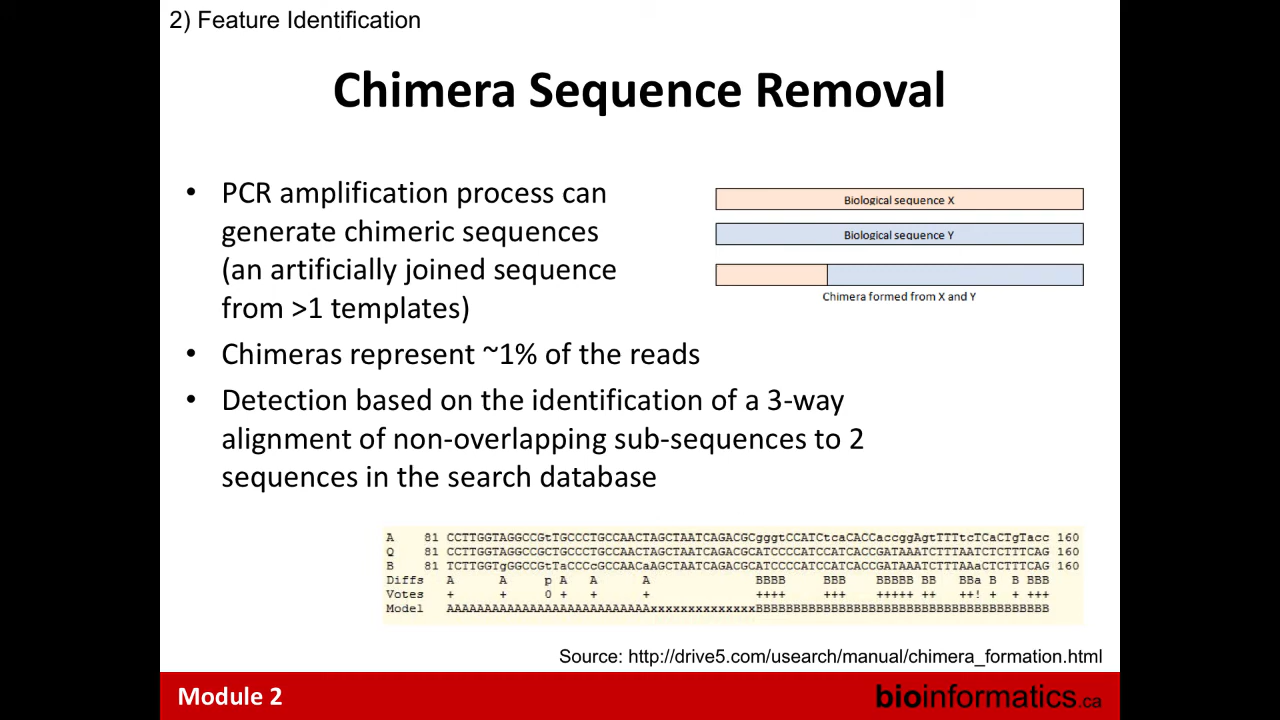 2) Feature Identification
Chimera Sequence Removal
• PCR amplification process can
generate chimeric sequences
(an artificially joined sequence
from >1 templates)
• Chimeras represent ~1% of the reads
• Detection based on the identification of a 3-way
alignment of non-overlapping sub-sequences to 2
sequences in the search database
Biological sequence X
Biological sequence Y
Chimera formed from X and Y
A 81 CCTTGGTAGGCCGtTGCCCTGCCAACTAGCTAATCAGACGCgggtCCATCtcaCACCaccggAgtTTTtcTCaCTgTacc 160
Q 81 CCTTGGTAGGCCGCTGCCCTGCCAACTAGCTAATCAGACGCATCCCCATCCATCACCGATAAATCTTTAATCTCTTTCAG 160
B 81 TCTTGGTgGGCCGtTaCCCcGCCAACaAGCTAATCAGACGCATCCCCATCCATCACCGATAAATCTTTAAaCTCTTTCAG 160
Diffs A A p A A A BBBB BBB BBBBB BB BBa B B BBB
Votes + + 0 + + + ++++ +++ +++++ ++ ++! + + +++
Model AAAAAAAAAAAAAAAAAAAAAAAAAAAxxxxxxxxxxxxxxBBBBBBBBBBBBBBBBBBBBBBBBBBBBBBBBBBBBBBB
Source: http://drive5.com/usearch/manual/chimera_formation.html
Module 2
bioinformatics.ca